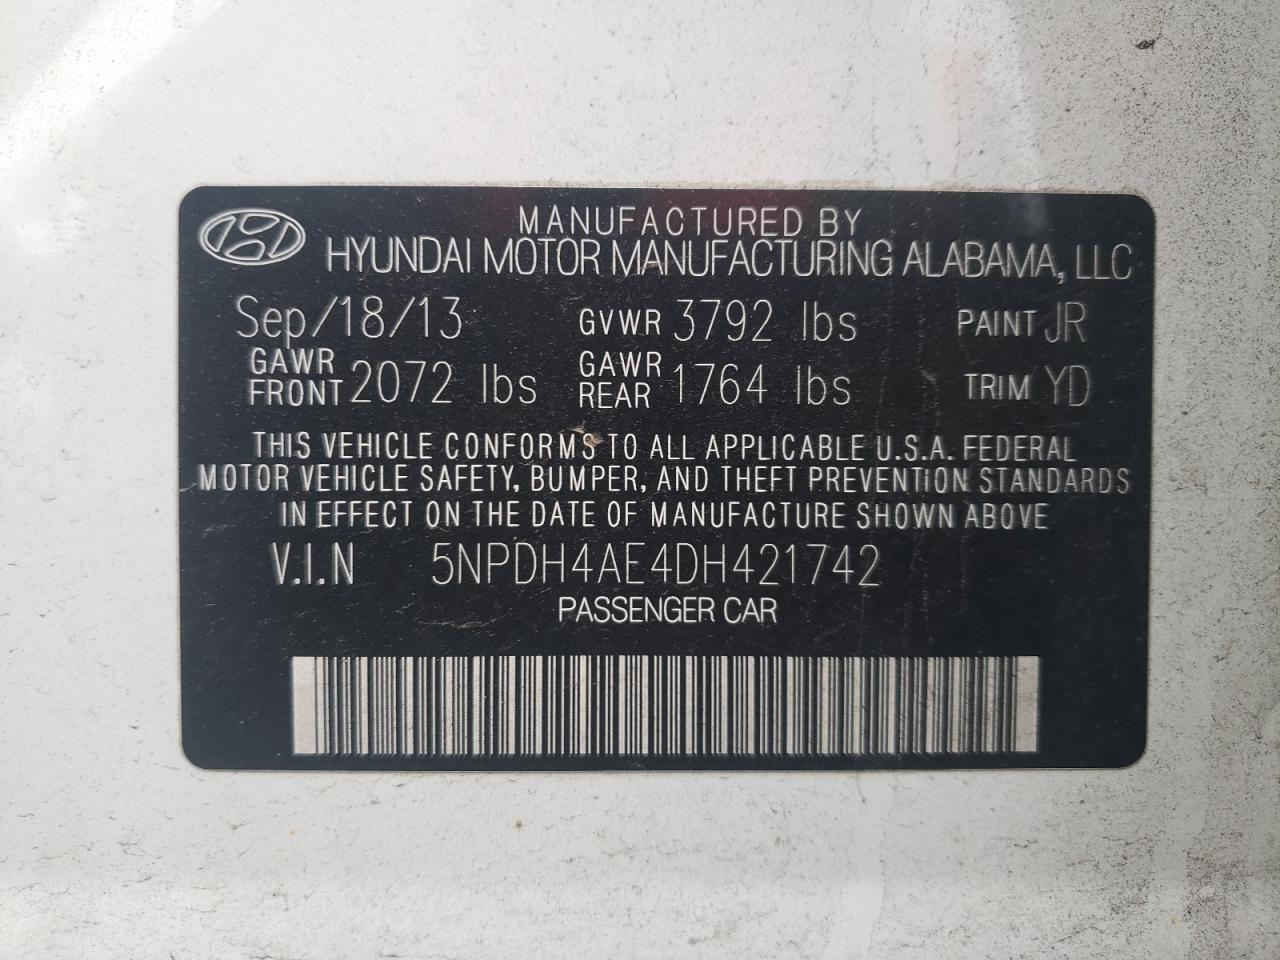 MANUFACTURED BY
HYUNDAI MOTOR MANUFACTURING ALABAMA, LLC
Sep/18/13 GVWR 3792 lbs PAINT JR
GAWR FRONT 2072 lbs GAWR REAR 1764 lbs TRIM YD
THIS VEHICLE CONFORMS TO ALL APPLICABLE U.S.A. FEDERAL
MOTOR VEHICLE SAFETY, BUMPER, AND THEFT PREVENTION STANDARDS
IN EFFECT ON THE DATE OF MANUFACTURE SHOWN ABOVE
V.I.N 5NPDH4AE4DH421742
PASSENGER CAR